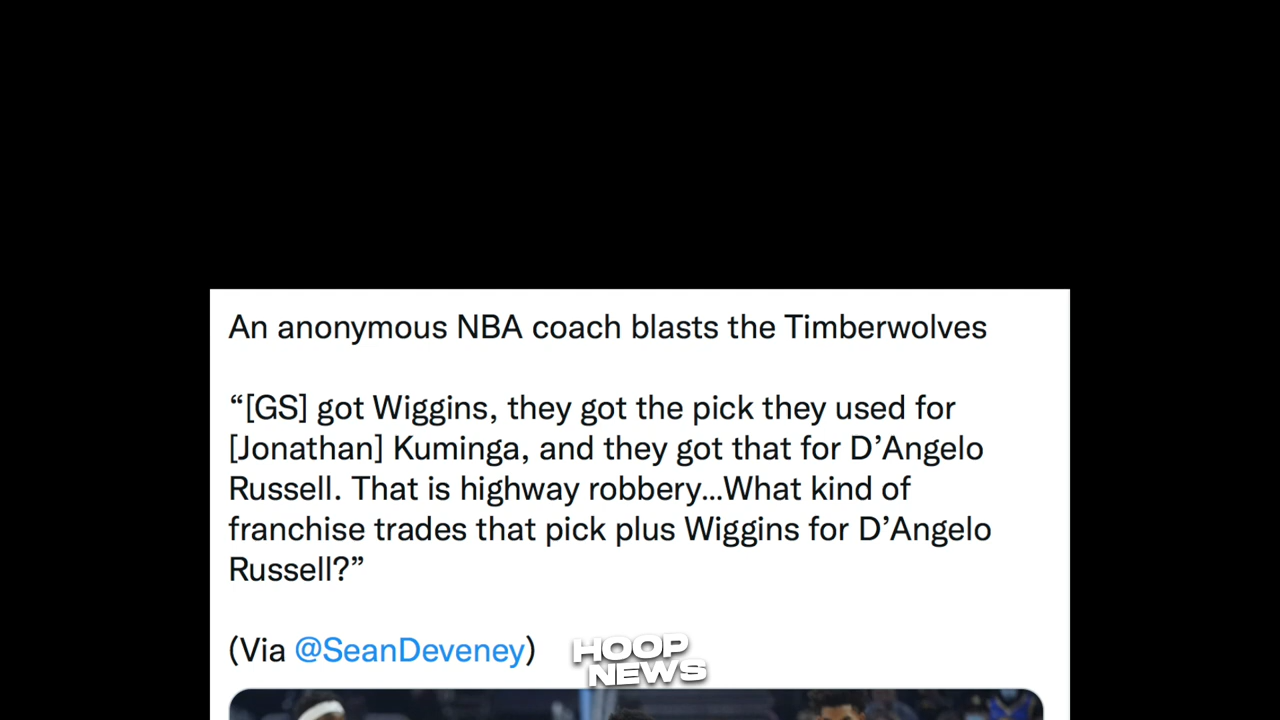 An anonymous NBA coach blasts the Timberwolves
“[GS] got Wiggins, they got the pick they used for
[Jonathan] Kuminga, and they got that for D’Angelo
Russell. That is highway robbery...What kind of
franchise trades that pick plus Wiggins for D’Angelo
Russell?”
(Via @SeanDeveney)
HOOP
NEWS